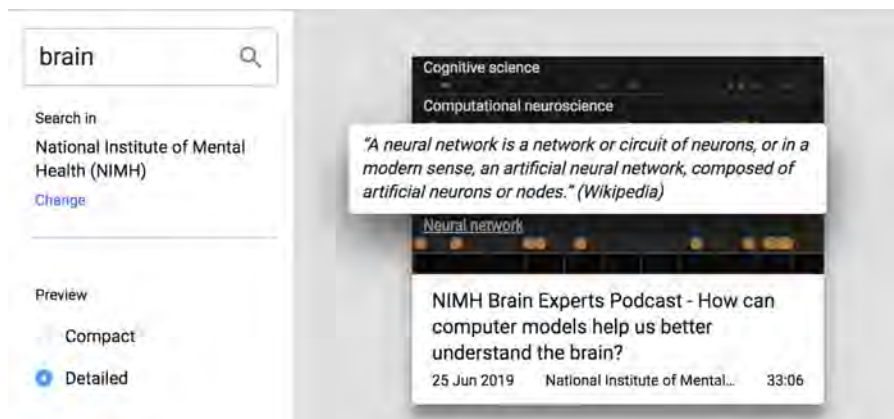 brain
Search in
National Institute of Mental
Health (NIMH)
Change
Preview
Compact
Detailed
Cognitive science
Computational neuroscience
“A neural network is a network or circuit of neurons, or in a
modern sense, an artificial neural network, composed of
artificial neurons or nodes.” (Wikipedia)
Neural network
NIMH Brain Experts Podcast - How can
computer models help us better
understand the brain?
25 Jun 2019 National Institute of Mental... 33:06